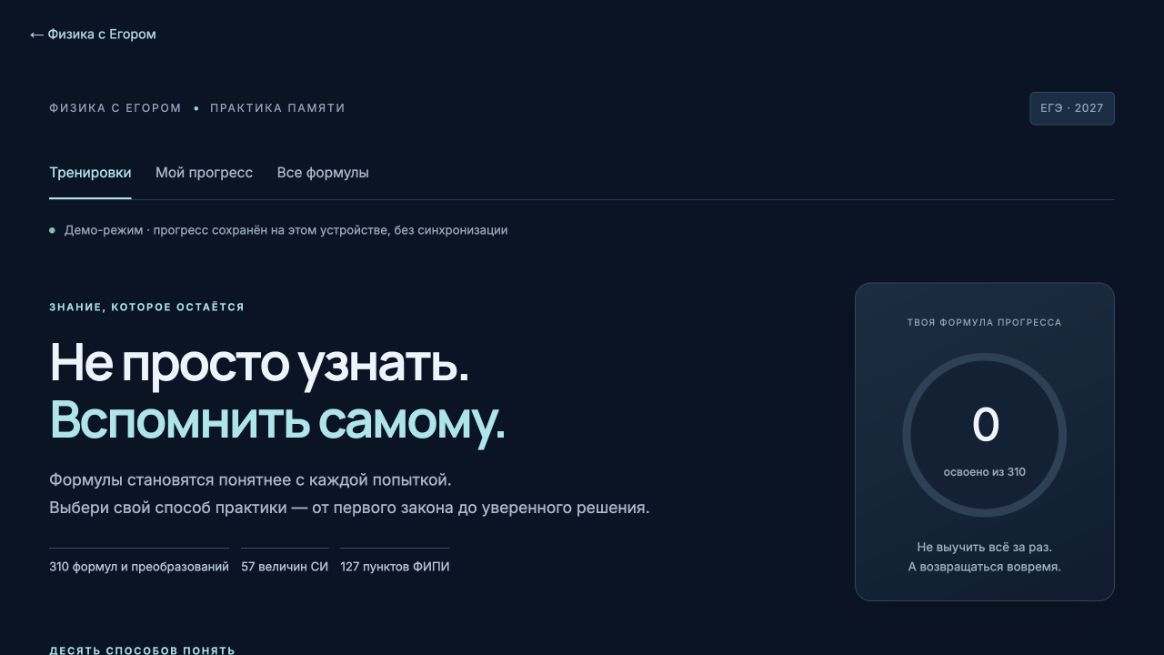 ← Физика с Егором
ФИЗИКА С ЕГОРОМ • ПРАКТИКА ПАМЯТИ
ЕГЭ · 2027
Тренировки Мой прогресс Все формулы
Демо-режим · прогресс сохранён на этом устройстве, без синхронизации
ЗНАНИЕ, КОТОРОЕ ОСТАЁТСЯ
Не просто узнать.
Вспомнить самому.
Формулы становятся понятнее с каждой попыткой.
Выбери свой способ практики — от первого закона до уверенного решения.
310 формул и преобразований 57 величин СИ 127 пунктов ФИПИ
ТВОЯ ФОРМУЛА ПРОГРЕССА
0
освоено из 310
Не выучить всё за раз.
А возвращаться вовремя.
ДЕСЯТЬ СПОСОБОВ ПОНЯТЬ